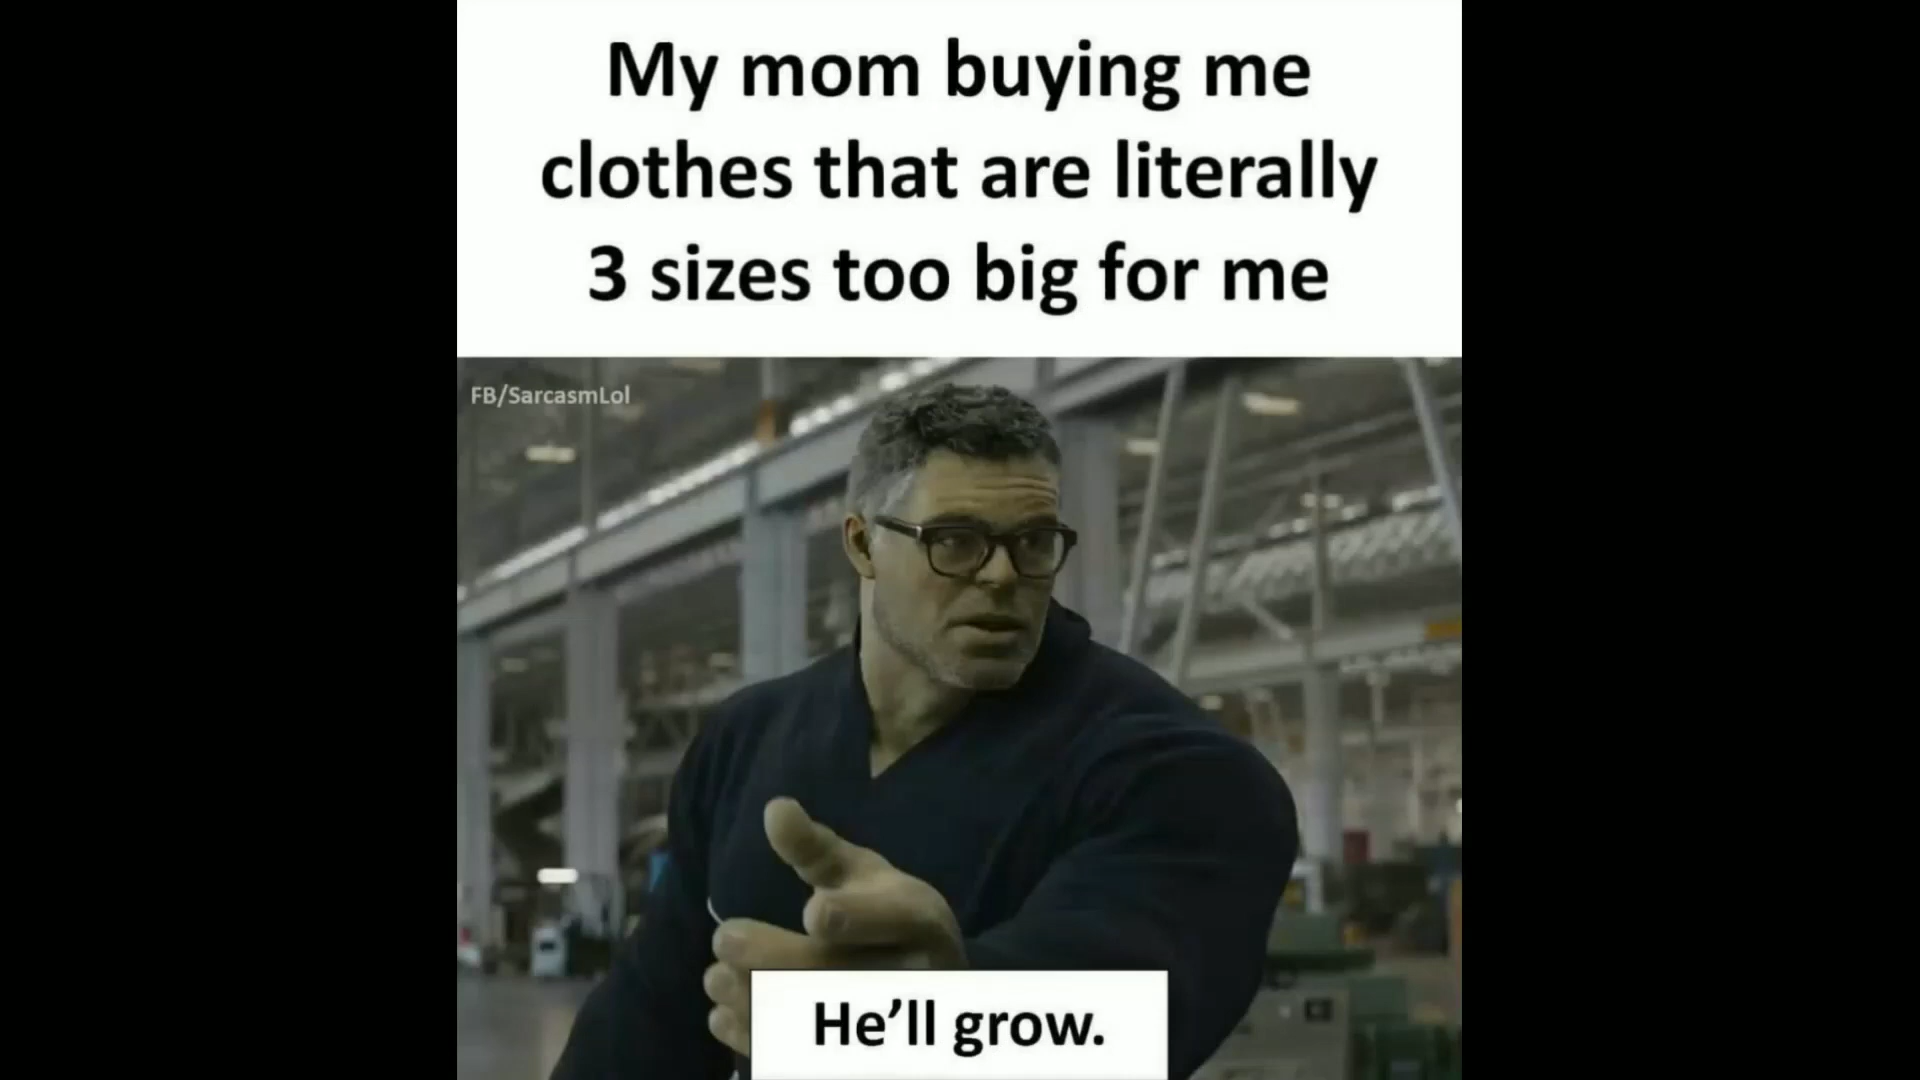 My mom buying me
clothes that are literally
3 sizes too big for me
FB/SarcasmLol
He'll grow.